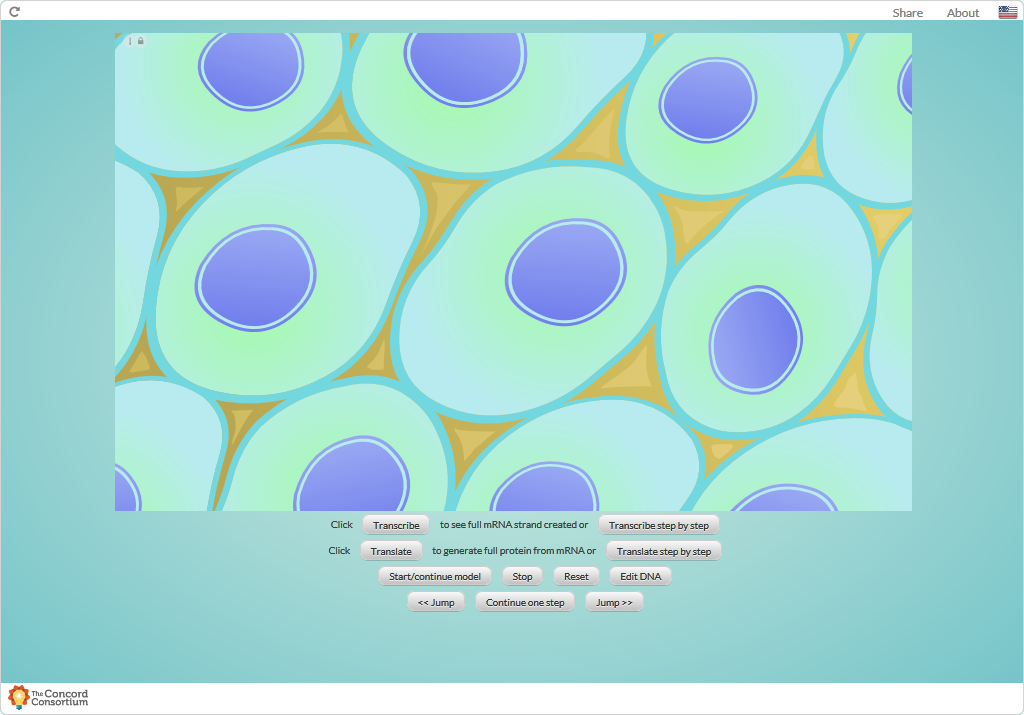 Share About
Click Transcribe to see full mRNA strand created or Transcribe step by step
Click Translate to generate full protein from mRNA or Translate step by step
Start/continue model Stop Reset Edit DNA
<< Jump Continue one step Jump >>
The Concord
Consortium